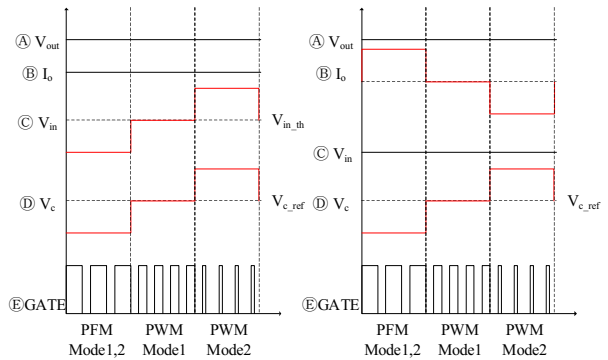 Ⓐ Vout
Ⓑ Io
Ⓒ Vin
Vin_th
Ⓓ Vc
Vc_ref
ⒺGATE
PFM PWM PWM
Mode1,2 Mode1 Mode2
Ⓐ Vout
Ⓑ Io
Ⓒ Vin
Ⓓ Vc
Vc_ref
ⒺGATE
PFM PWM PWM
Mode1,2 Mode1 Mode2